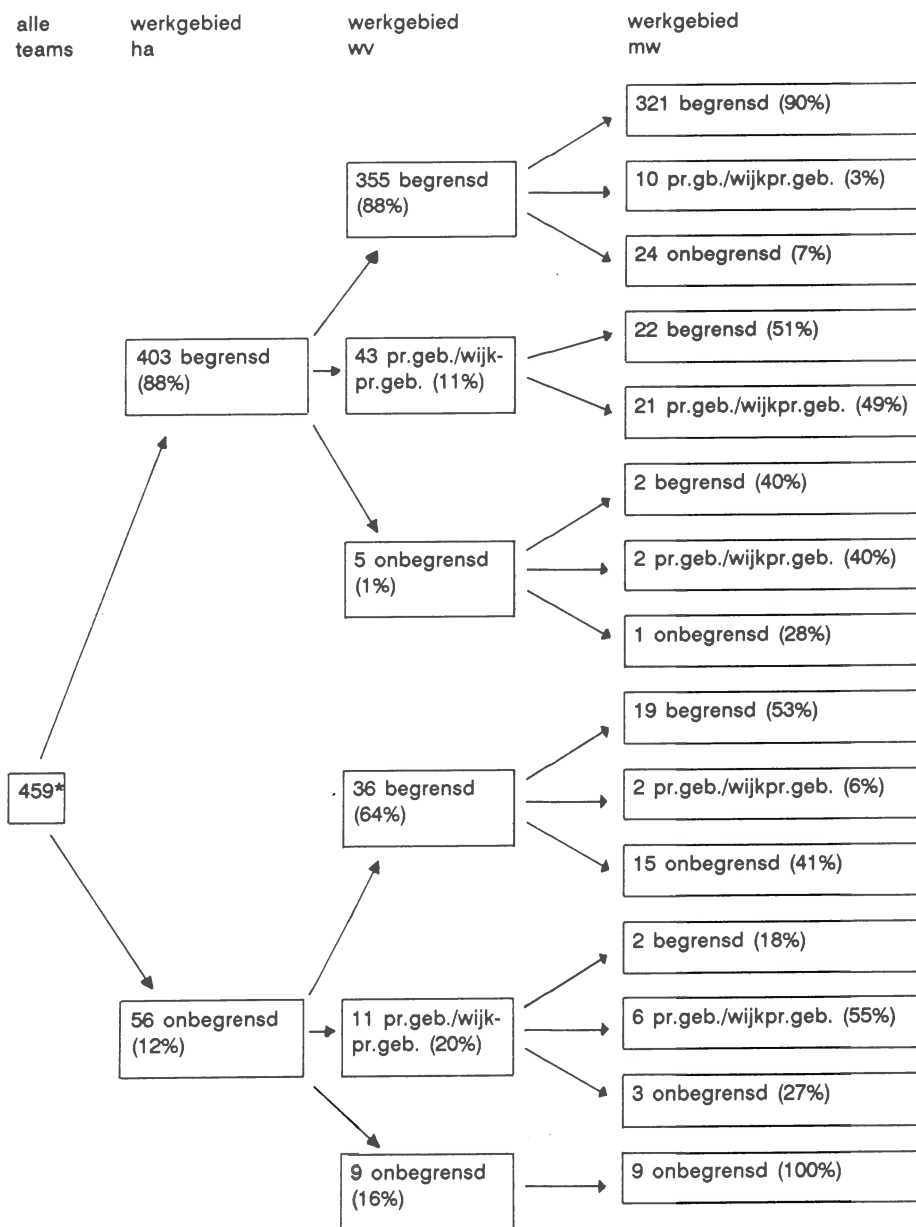 alle
teams
werkgebied
ha
werkgebied
wv
werkgebied
mw
321 begrensd (90%)
355 begrensd
(88%)
10 pr.gb./wijkpr.geb. (3%)
24 onbegrensd (7%)
403 begrensd
(88%)
43 pr.geb./wijk-
pr.geb. (11%)
22 begrensd (51%)
21 pr.geb./wijkpr.geb. (49%)
2 begrensd (40%)
5 onbegrensd
(1%)
2 pr.geb./wijkpr.geb. (40%)
1 onbegrensd (28%)
19 begrensd (53%)
459*
36 begrensd
(64%)
2 pr.geb./wijkpr.geb. (6%)
15 onbegrensd (41%)
2 begrensd (18%)
56 onbegrensd
(12%)
11 pr.geb./wijk-
pr.geb. (20%)
6 pr.geb./wijkpr.geb. (55%)
3 onbegrensd (27%)
9 onbegrensd
(16%)
9 onbegrensd (100%)